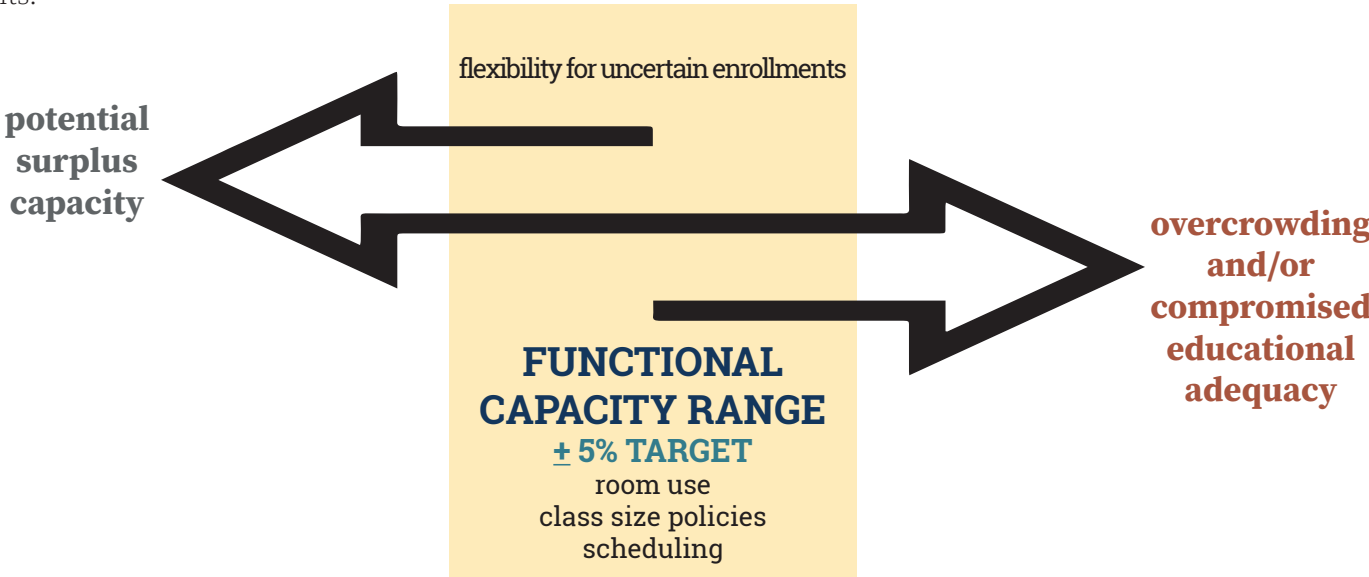 flexibility for uncertain enrollments
potential
surplus
capacity
overcrowding
and/or
compromised
educational
adequacy
FUNCTIONAL
CAPACITY RANGE
± 5% TARGET
room use
class size policies
scheduling